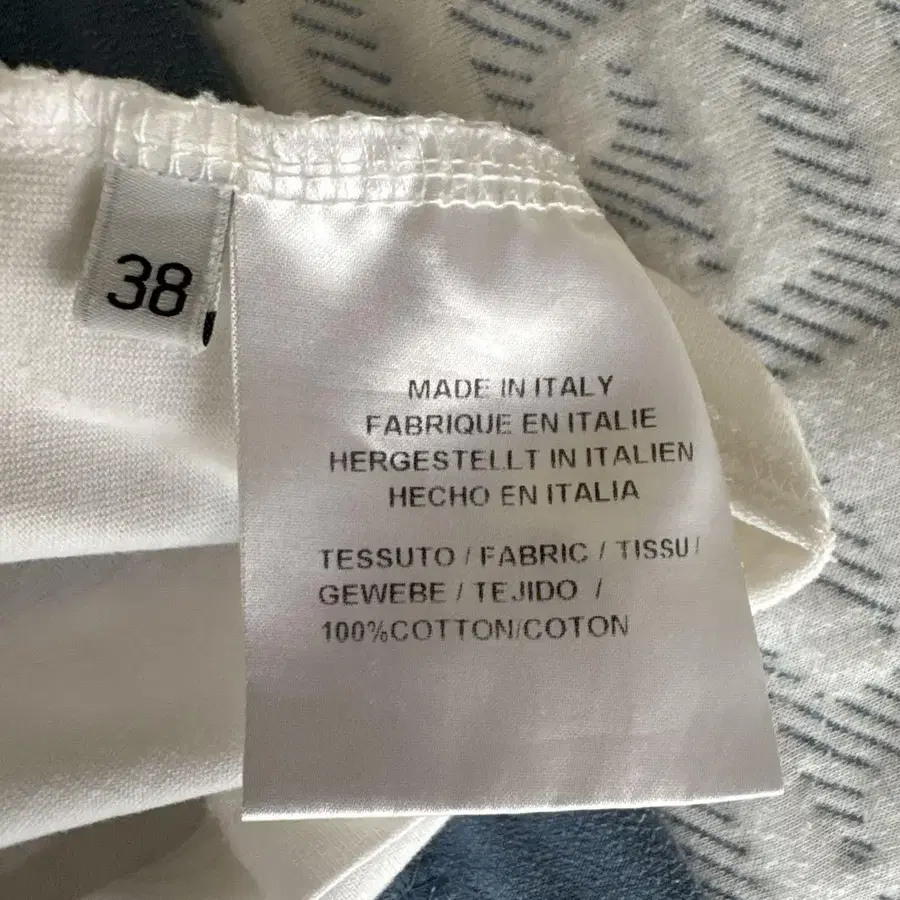 38
MADE IN ITALY
FABRIQUE EN ITALIE
HERGESTELLT IN ITALIEN
HECHO EN ITALIA
TESSUTO / FABRIC / TISSU /
GEWEBE / TEJIDO /
100%COTTON/COTON